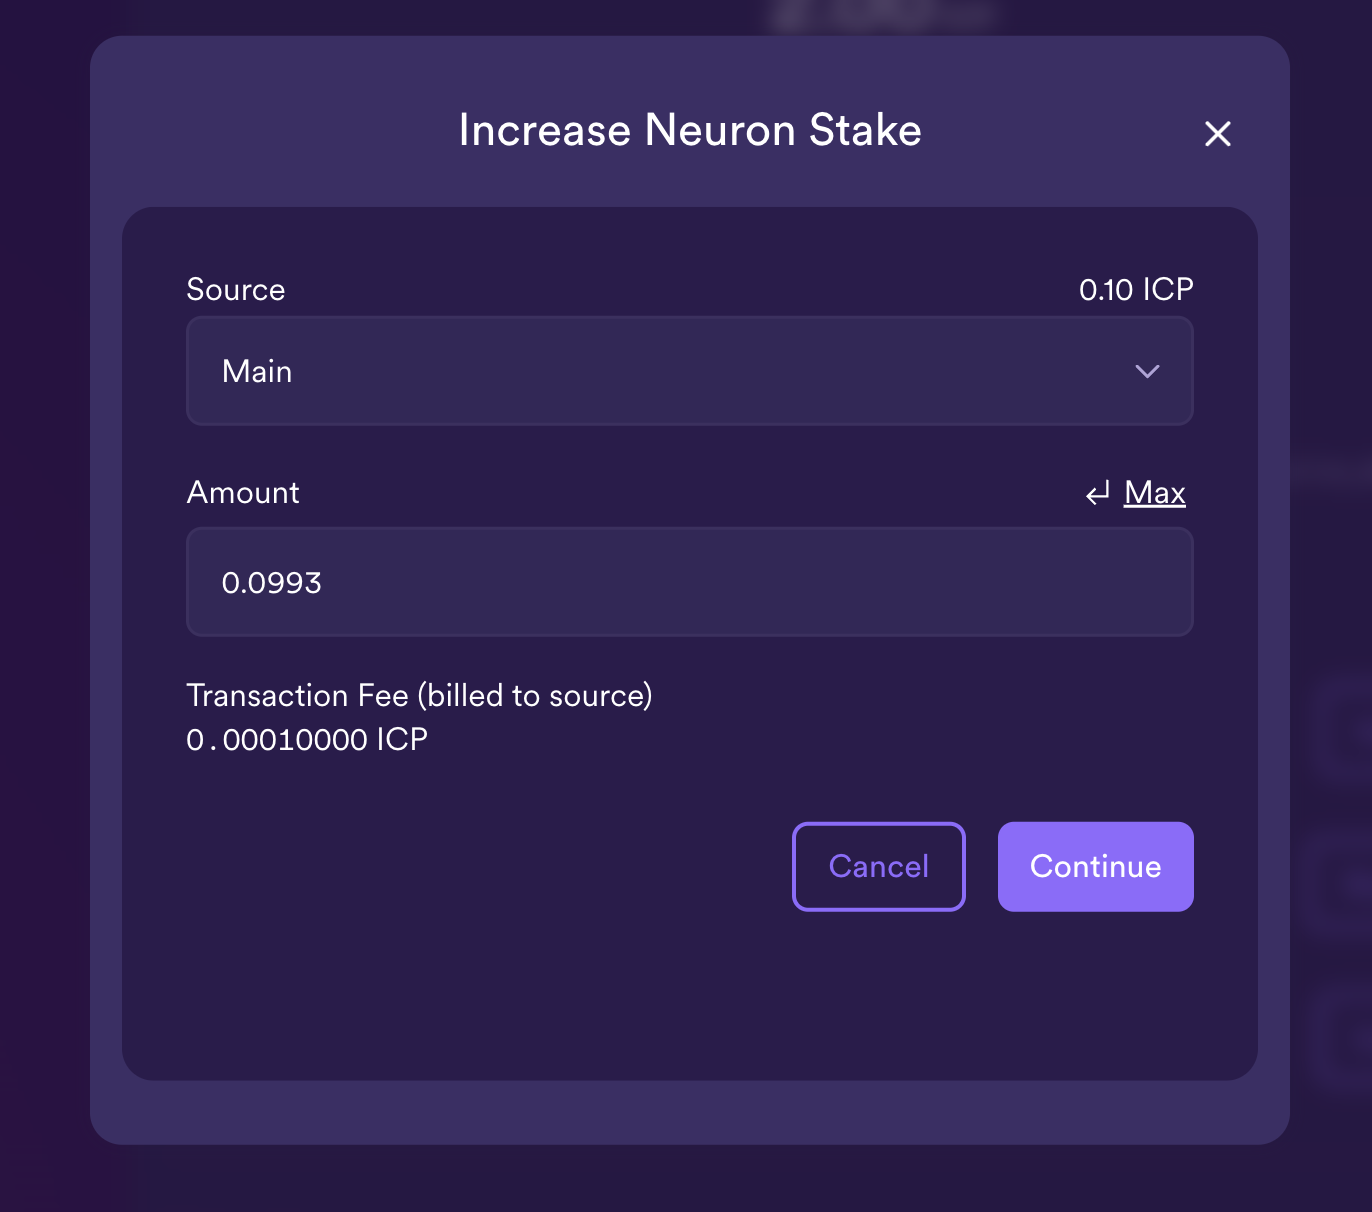 Increase Neuron Stake
Source 0.10 ICP
Main
Amount Max
0.0993
Transaction Fee (billed to source)
0.00010000 ICP
Cancel Continue